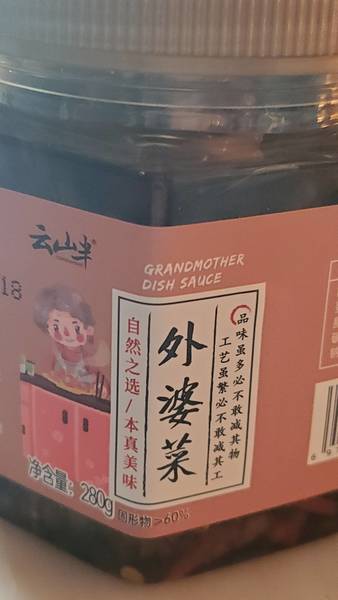 云山半
GRANDMOTHER
DISH SAUCE
18
品味虽多必不敢减其物
工艺虽繁必不敢减其工
外婆菜
自然之选/本真美味
净含量: 280g 固形物≥60%
6 9